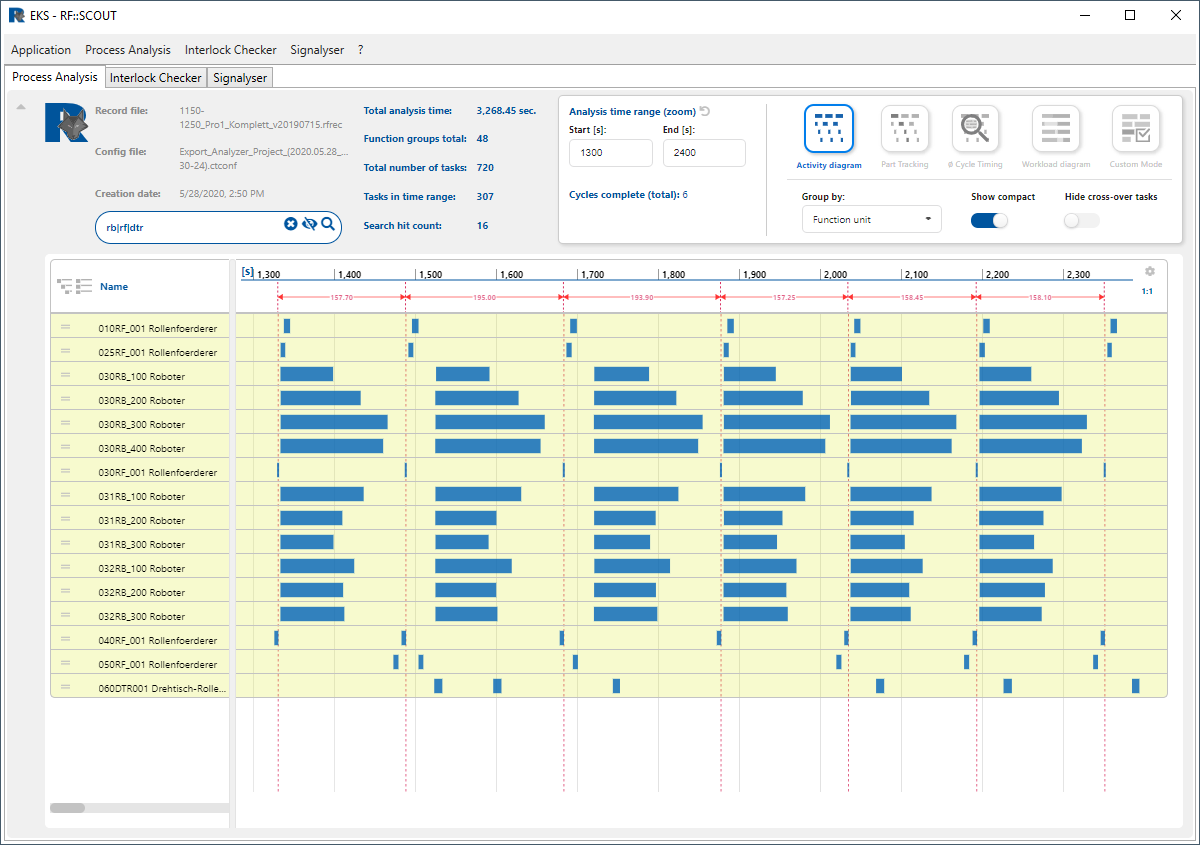 EKS - RF::SCOUT
Application Process Analysis Interlock Checker Signalyser ?
Process Analysis Interlock Checker Signalyser
Record file: 1150-
1250_Pro1_Komplett_v20190715.rfrec
Config file: Export_Analyzer_Project_(2020.05.28_...
30-24).ctconf
Creation date: 5/28/2020, 2:50 PM
rb|rf|dtr
Total analysis time: 3,268.45 sec.
Function groups total: 48
Total number of tasks: 720
Tasks in time range: 307
Search hit count: 16
Analysis time range (zoom)
Start [s]: End [s]:
1300 2400
Cycles complete (total): 6
Activity diagram Part Tracking Ø Cycle Timing Workload diagram Custom Mode
Group by: Show compact Hide cross-over tasks
Function unit
Name
[s] 1,300 1,400 1,500 1,600 1,700 1,800 1,900 2,000 2,100 2,200 2,300
1:1
157.70 195.00 193.90 157.25 158.45 158.10
010RF_001 Rollenfoerderer
025RF_001 Rollenfoerderer
030RB_100 Roboter
030RB_200 Roboter
030RB_300 Roboter
030RB_400 Roboter
030RF_001 Rollenfoerderer
031RB_100 Roboter
031RB_200 Roboter
031RB_300 Roboter
032RB_100 Roboter
032RB_200 Roboter
032RB_300 Roboter
040RF_001 Rollenfoerderer
050RF_001 Rollenfoerderer
060DTR001 Drehtisch-Rolle...